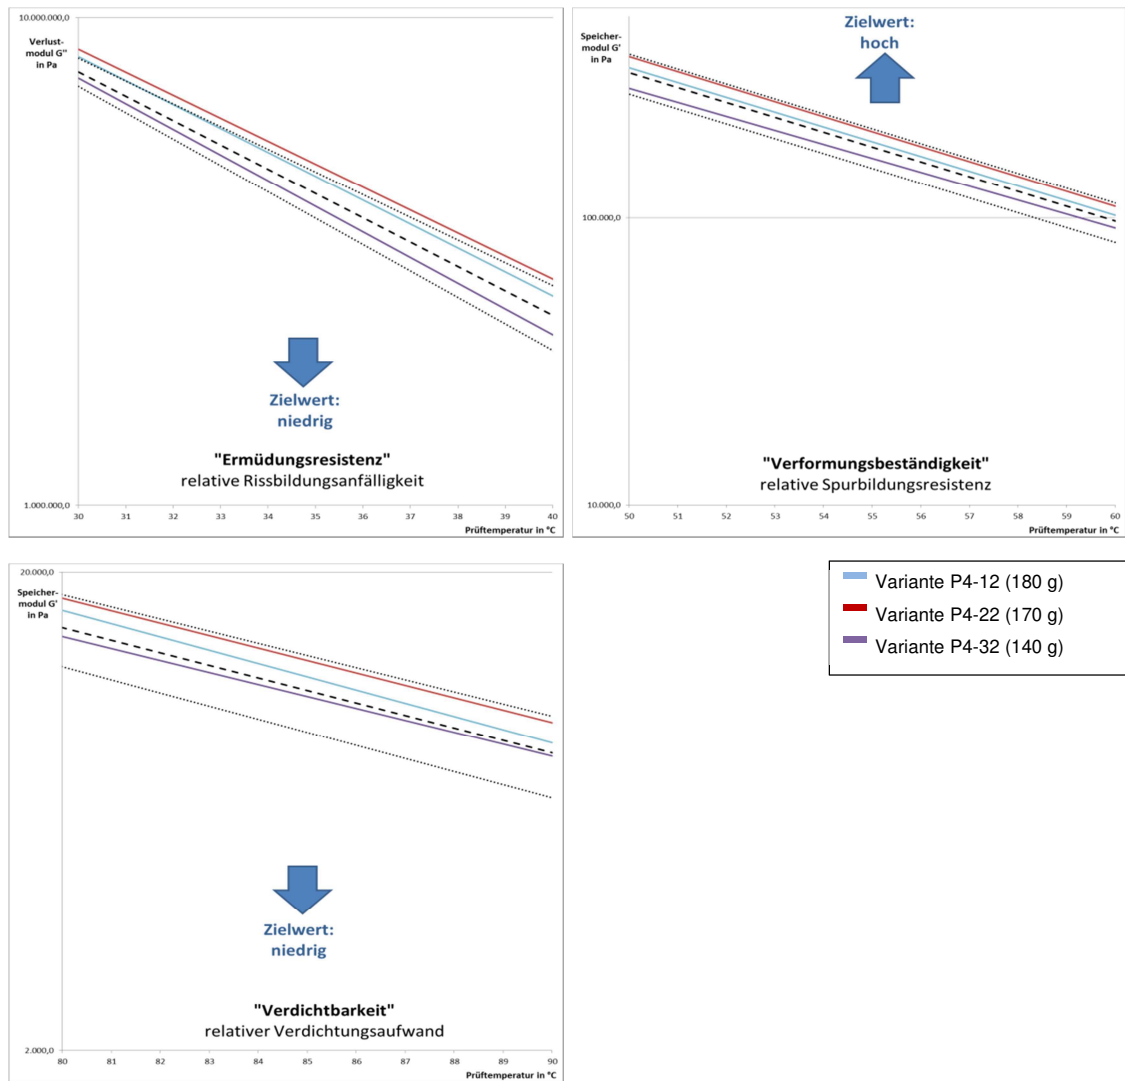 10.000.000,0
Verlust-
modul G''
in Pa
Zielwert:
niedrig
"Ermüdungsresistenz"
relative Rissbildungsanfälligkeit
1.000.000,0
30 31 32 33 34 35 36 37 38 39 40
Prüftemperatur in °C
Speicher-
modul G'
in Pa
Zielwert:
hoch
100.000,0
"Verformungsbeständigkeit"
relative Spurbildungsresistenz
10.000,0
50 51 52 53 54 55 56 57 58 59 60
Prüftemperatur in °C
20.000,0
Speicher-
modul G'
in Pa
Zielwert:
niedrig
"Verdichtbarkeit"
relativer Verdichtungsaufwand
2.000,0
80 81 82 83 84 85 86 87 88 89 90
Prüftemperatur in °C
Variante P4-12 (180 g)
Variante P4-22 (170 g)
Variante P4-32 (140 g)